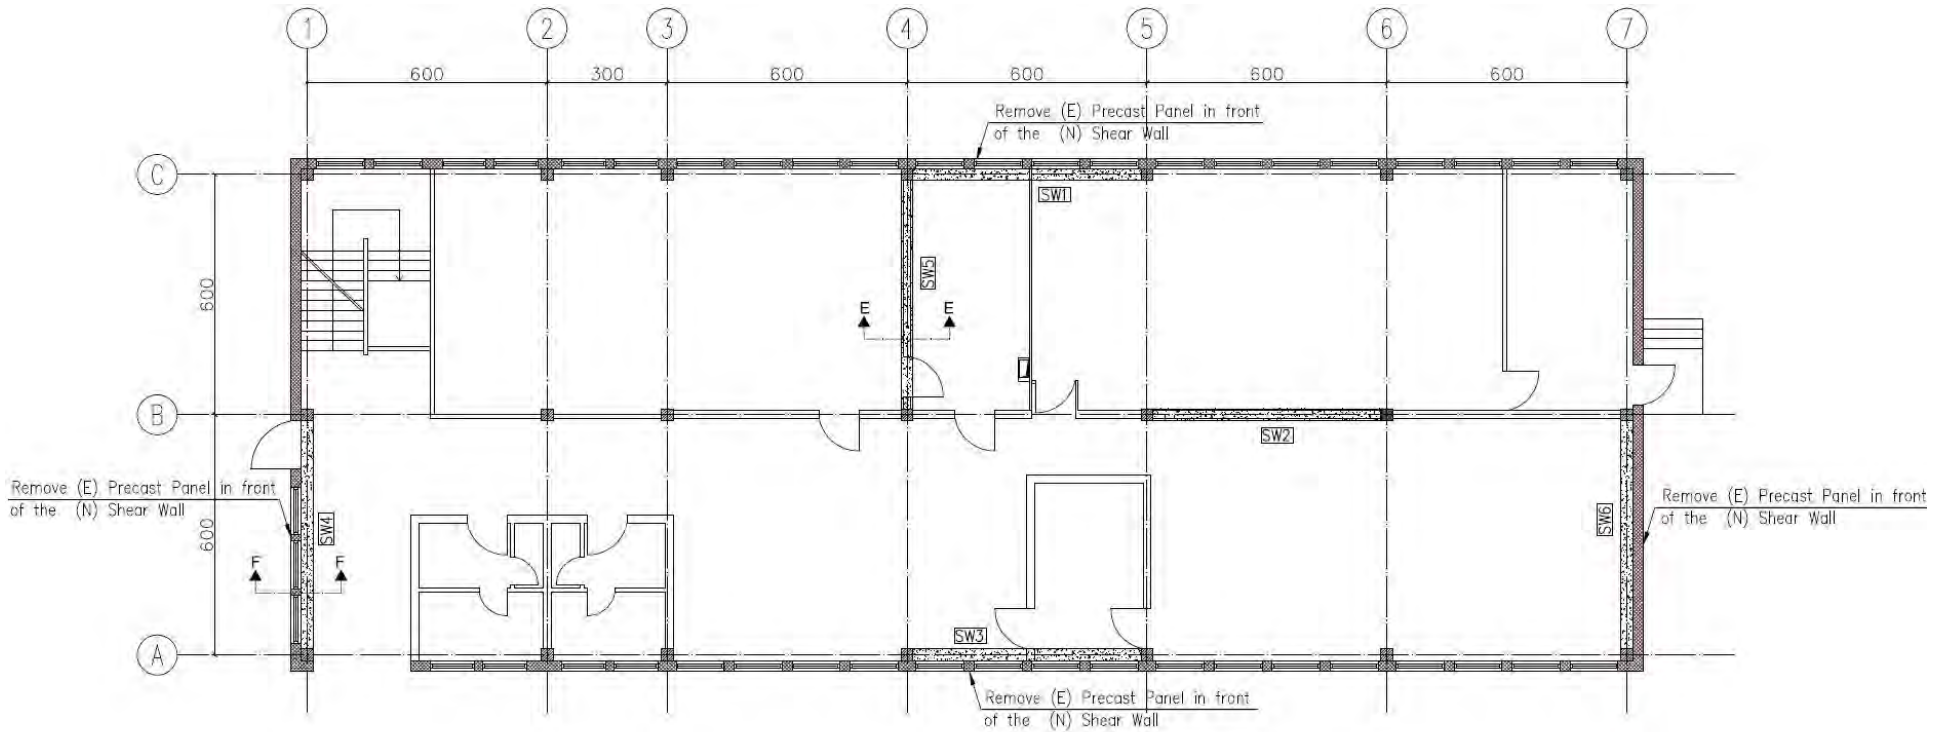 1 2 3 4 5 6 7
600 300 600 600 600 600
Remove (E) Precast Panel in front
of the (N) Shear Wall
C
SW1
600
SW5
E E
B
SW2
Remove (E) Precast Panel in front
of the (N) Shear Wall
Remove (E) Precast Panel in front
of the (N) Shear Wall
600
SW4
SW6
F F
SW3
A
Remove (E) Precast Panel in front
of the (N) Shear Wall